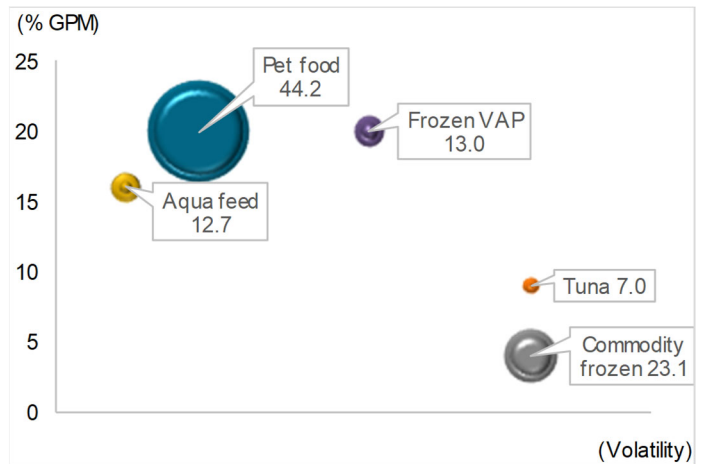 (% GPM)
25
Pet food
44.2
20
Frozen VAP
13.0
15
Aqua feed
12.7
10
Tuna 7.0
5
Commodity
frozen 23.1
0
(Volatility)